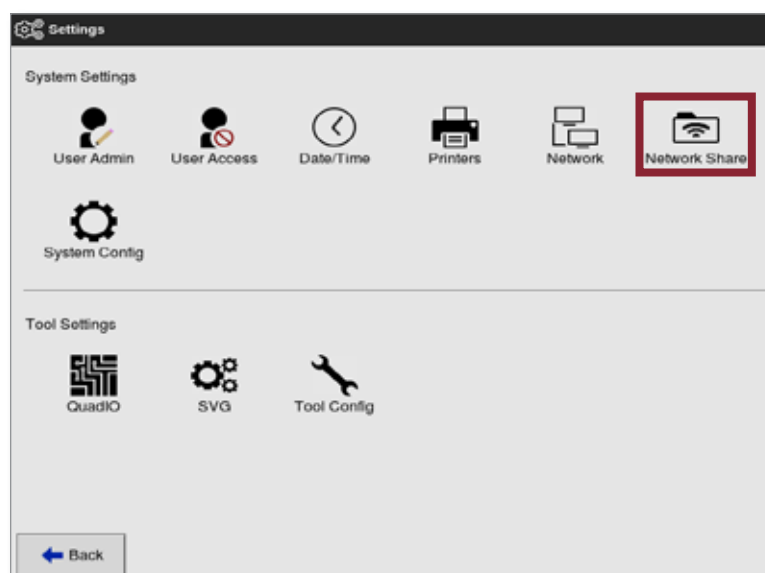 Settings
System Settings
User Admin User Access Date/Time Printers Network Network Share
System Config
Tool Settings
QuadIO SVG Tool Config
Back